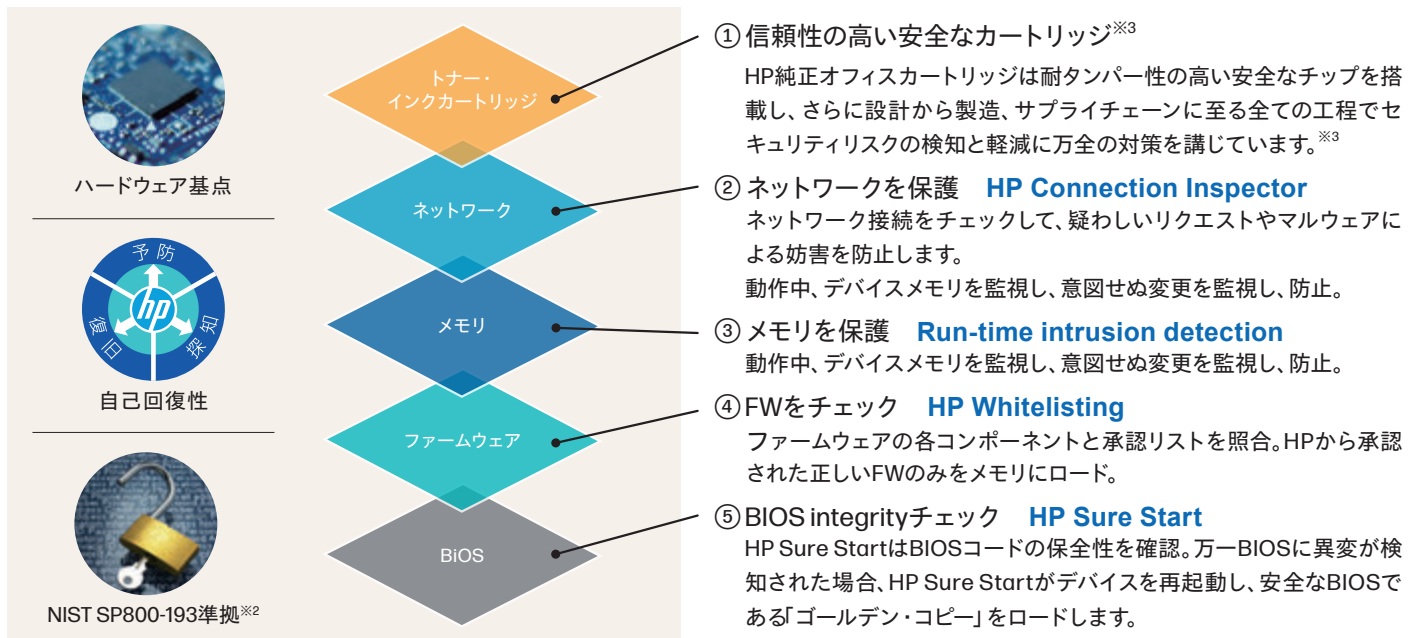 ハードウェア基点
予防
探知
復旧
hp
自己回復性
NIST SP800-193準拠※2
トナー・
インクカートリッジ
ネットワーク
メモリ
ファームウェア
BiOS
①信頼性の高い安全なカートリッジ※3
HP純正オフィスカートリッジは耐タンパー性の高い安全なチップを搭
載し、さらに設計から製造、サプライチェーンに至る全ての工程でセ
キュリティリスクの検知と軽減に万全の対策を講じています。※3
②ネットワークを保護 HP Connection Inspector
ネットワーク接続をチェックして、疑わしいリクエストやマルウェアに
よる妨害を防止します。
動作中、デバイスメモリを監視し、意図せぬ変更を監視し、防止。
③メモリを保護 Run-time intrusion detection
動作中、デバイスメモリを監視し、意図せぬ変更を監視し、防止。
④FWをチェック HP Whitelisting
ファームウェアの各コンポーネントと承認リストを照合。HPから承認
された正しいFWのみをメモリにロード。
⑤BIOS integrityチェック HP Sure Start
HP Sure StartはBIOSコードの保全性を確認。万一BIOSに異変が検
知された場合、HP Sure Startがデバイスを再起動し、安全なBIOSで
ある「ゴールデン・コピー」をロードします。